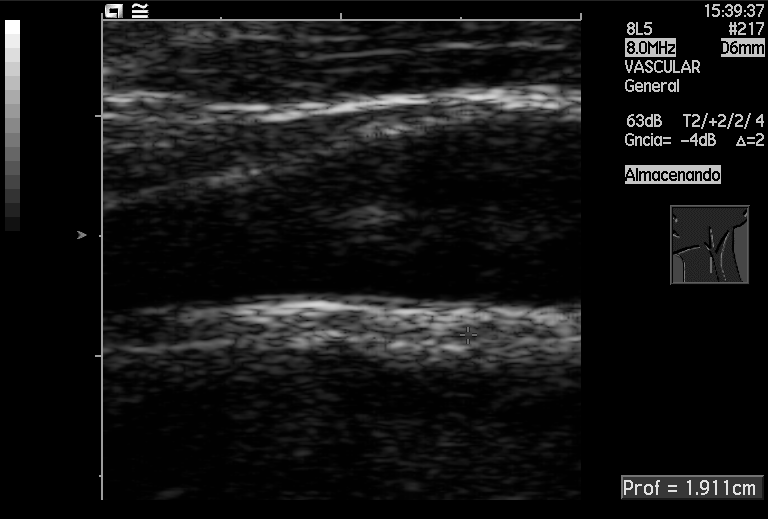 15:39:37
8L5 #217
8.0MHz 06mm
VASCULAR
General
63dB T2/+2/2/ 4
Gncia= -4dB Δ=2
Almacenando
Prof = 1.911cm